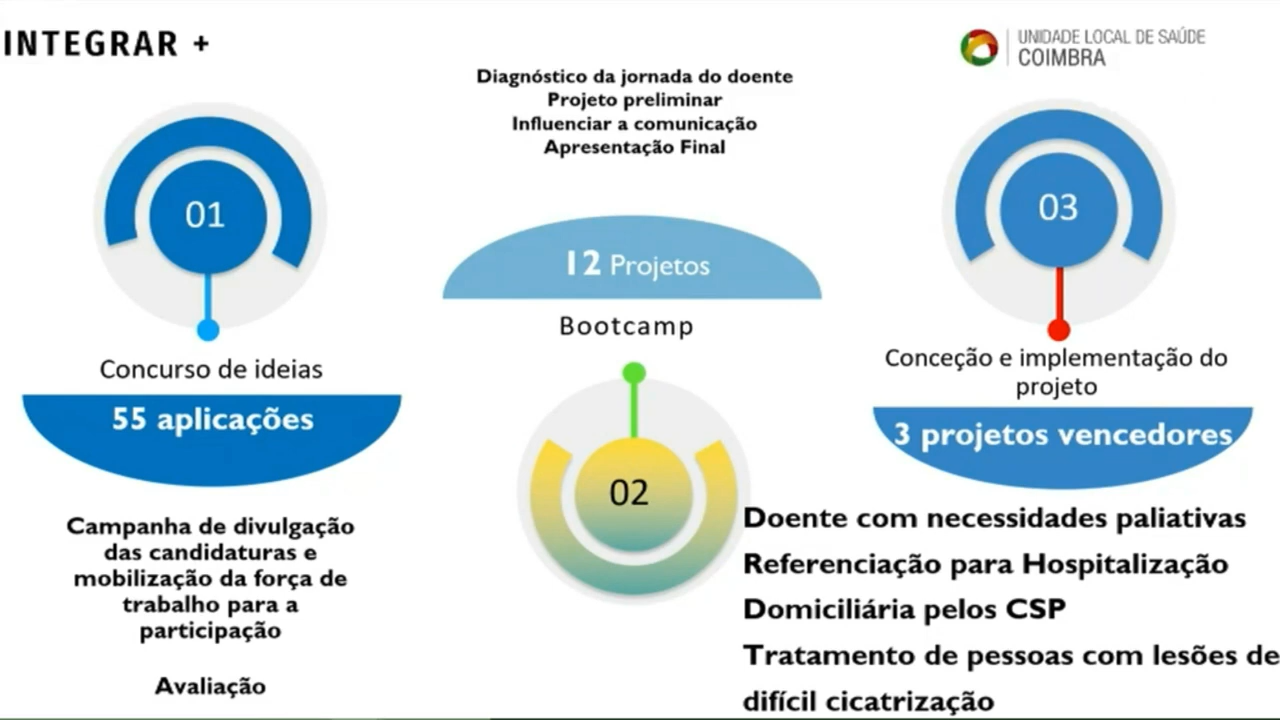 INTEGRAR +
UNIDADE LOCAL DE SAÚDE
COIMBRA
01
Concurso de ideias
55 aplicações
Campanha de divulgação
das candidaturas e
mobilização da força de
trabalho para a
participação
Avaliação
Diagnóstico da jornada do doente
Projeto preliminar
Influenciar a comunicação
Apresentação Final
12 Projetos
Bootcamp
02
03
Conceção e implementação do
projeto
3 projetos vencedores
Doente com necessidades paliativas
Referenciação para Hospitalização
Domiciliária pelos CSP
Tratamento de pessoas com lesões de
difícil cicatrização